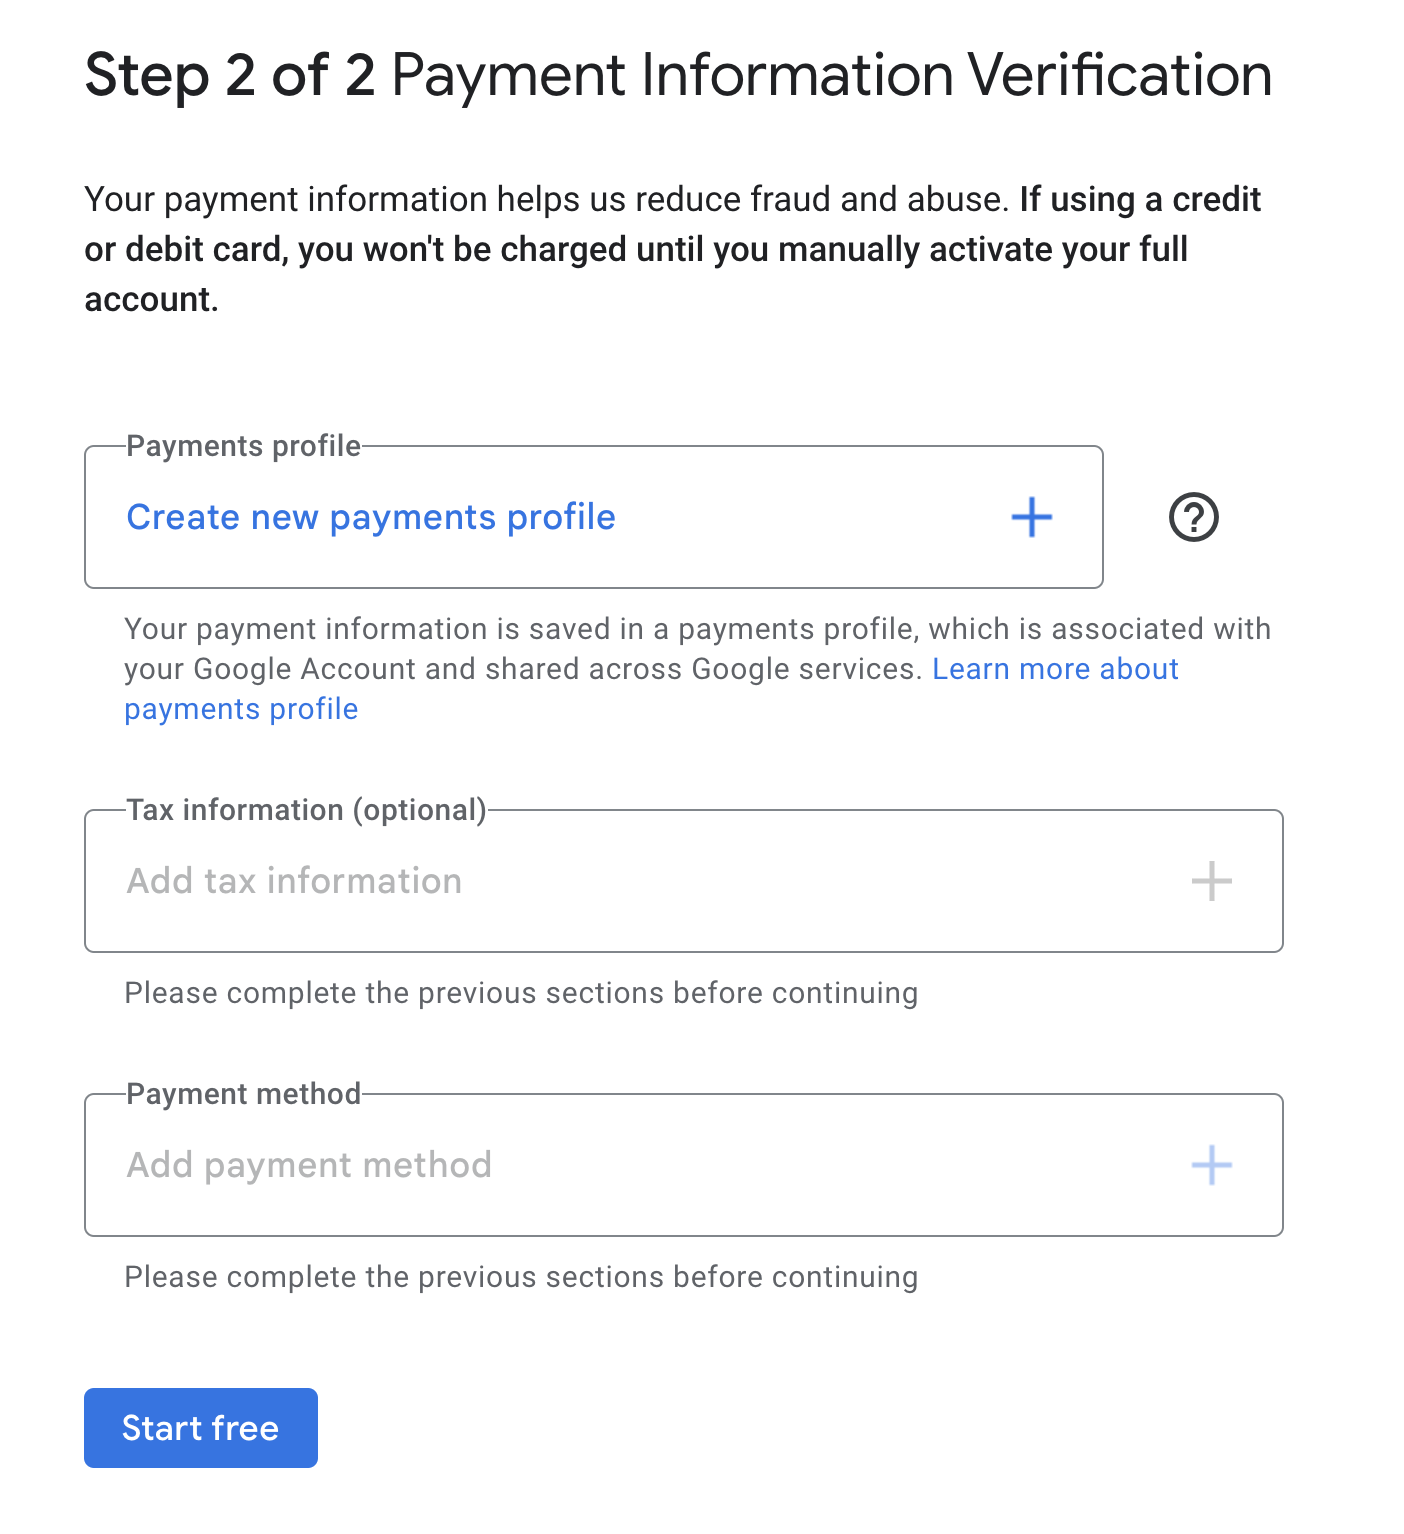 Step 2 of 2 Payment Information Verification
Your payment information helps us reduce fraud and abuse. If using a credit
or debit card, you won't be charged until you manually activate your full
account.
Payments profile
Create new payments profile
Your payment information is saved in a payments profile, which is associated with
your Google Account and shared across Google services. Learn more about
payments profile
Tax information (optional)
Add tax information
Please complete the previous sections before continuing
Payment method
Add payment method
Please complete the previous sections before continuing
Start free